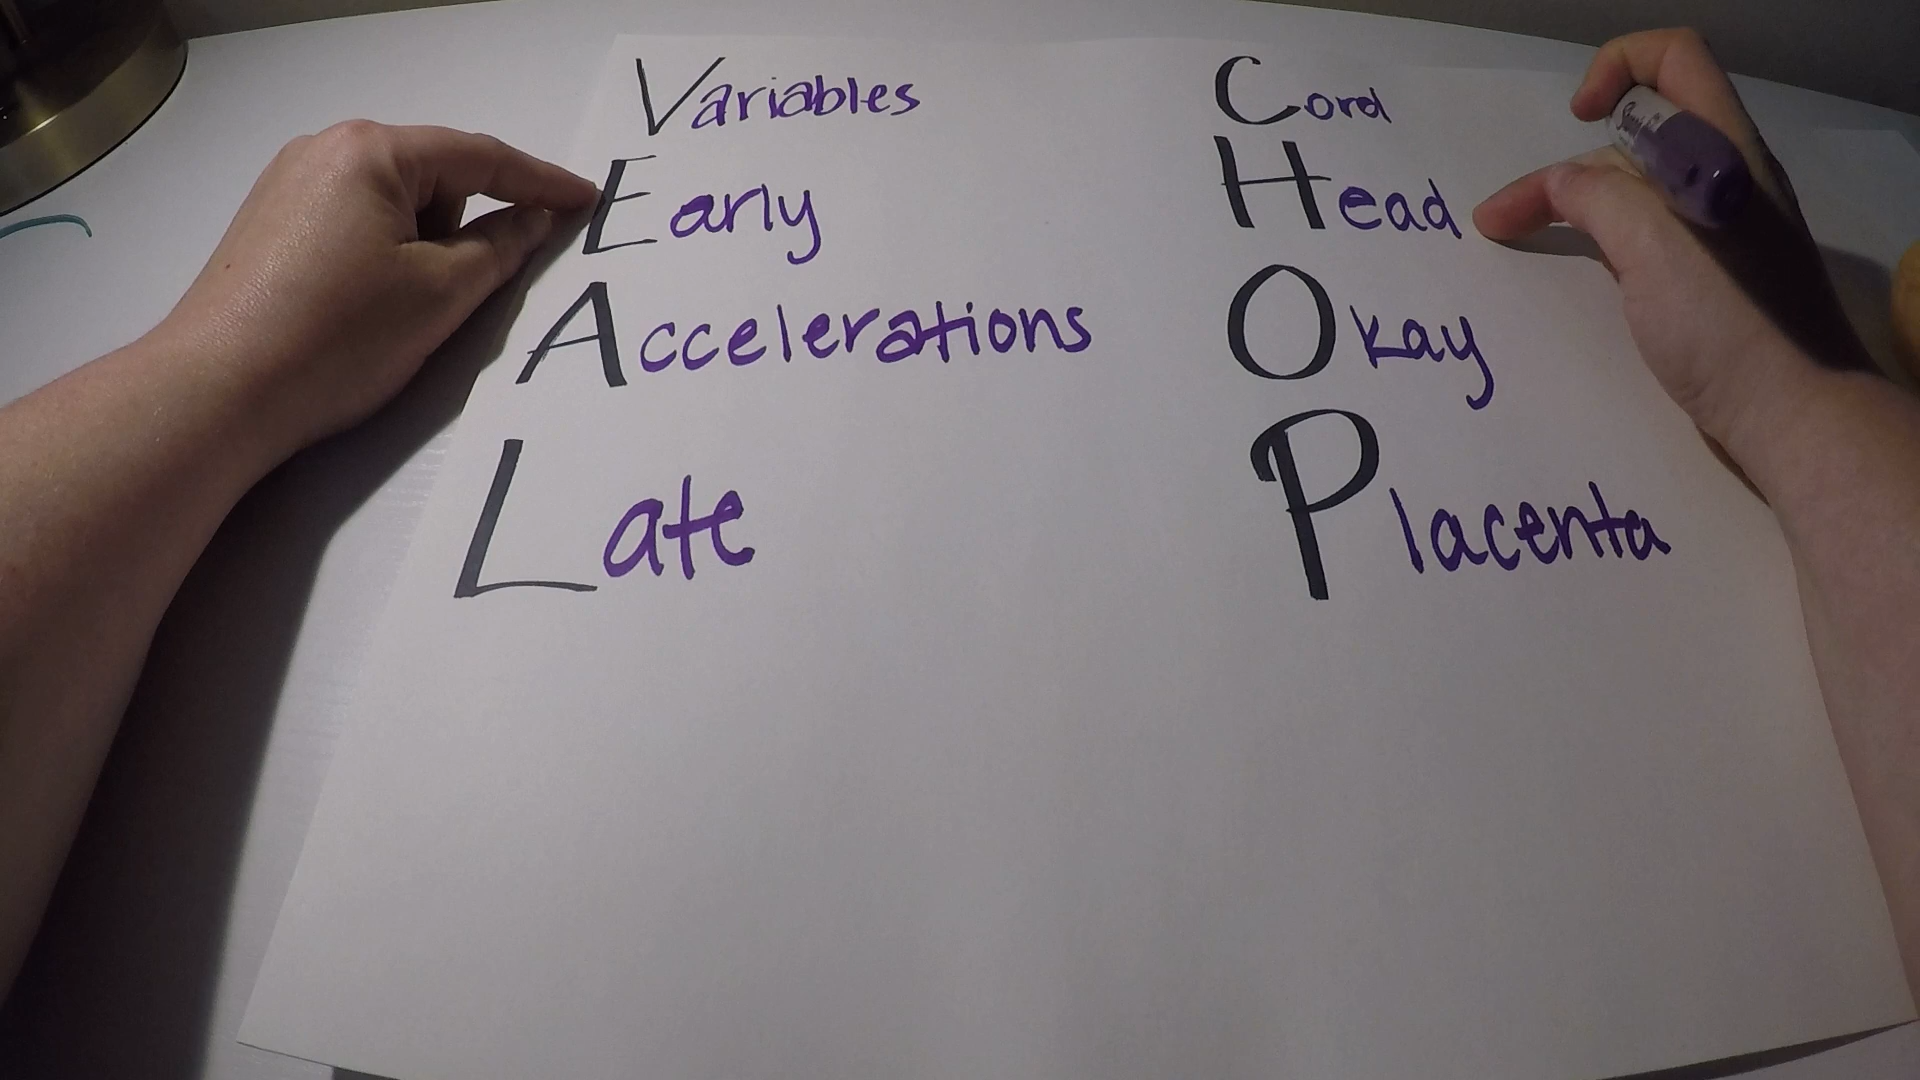 Variables Cord
Early Head
Accelerations Okay
Late Placenta